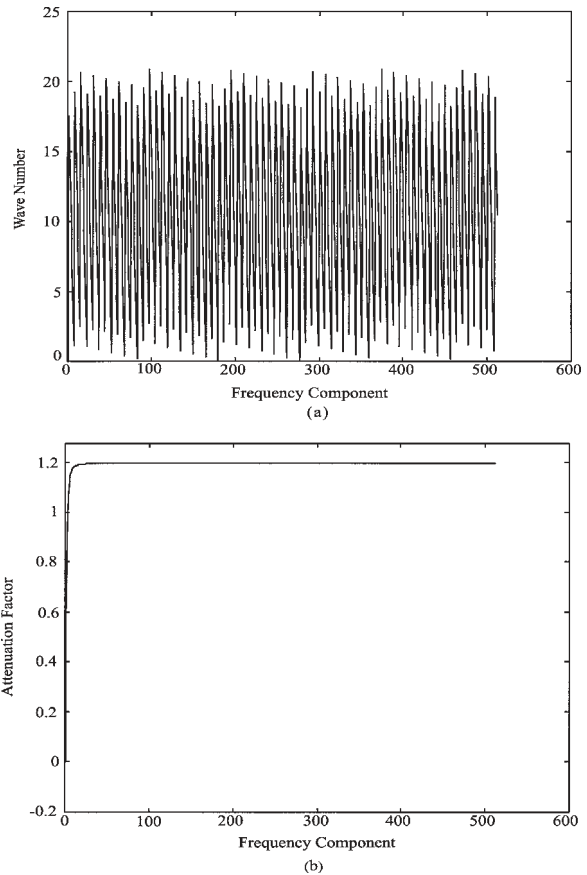 25
20
15
10
5
0
Wave Number
0 100 200 300 400 500 600
Frequency Component
(a)
1.2
1
0.8
0.6
0.4
0.2
0
-0.2
Attenuation Factor
0 100 200 300 400 500 600
Frequency Component
(b)